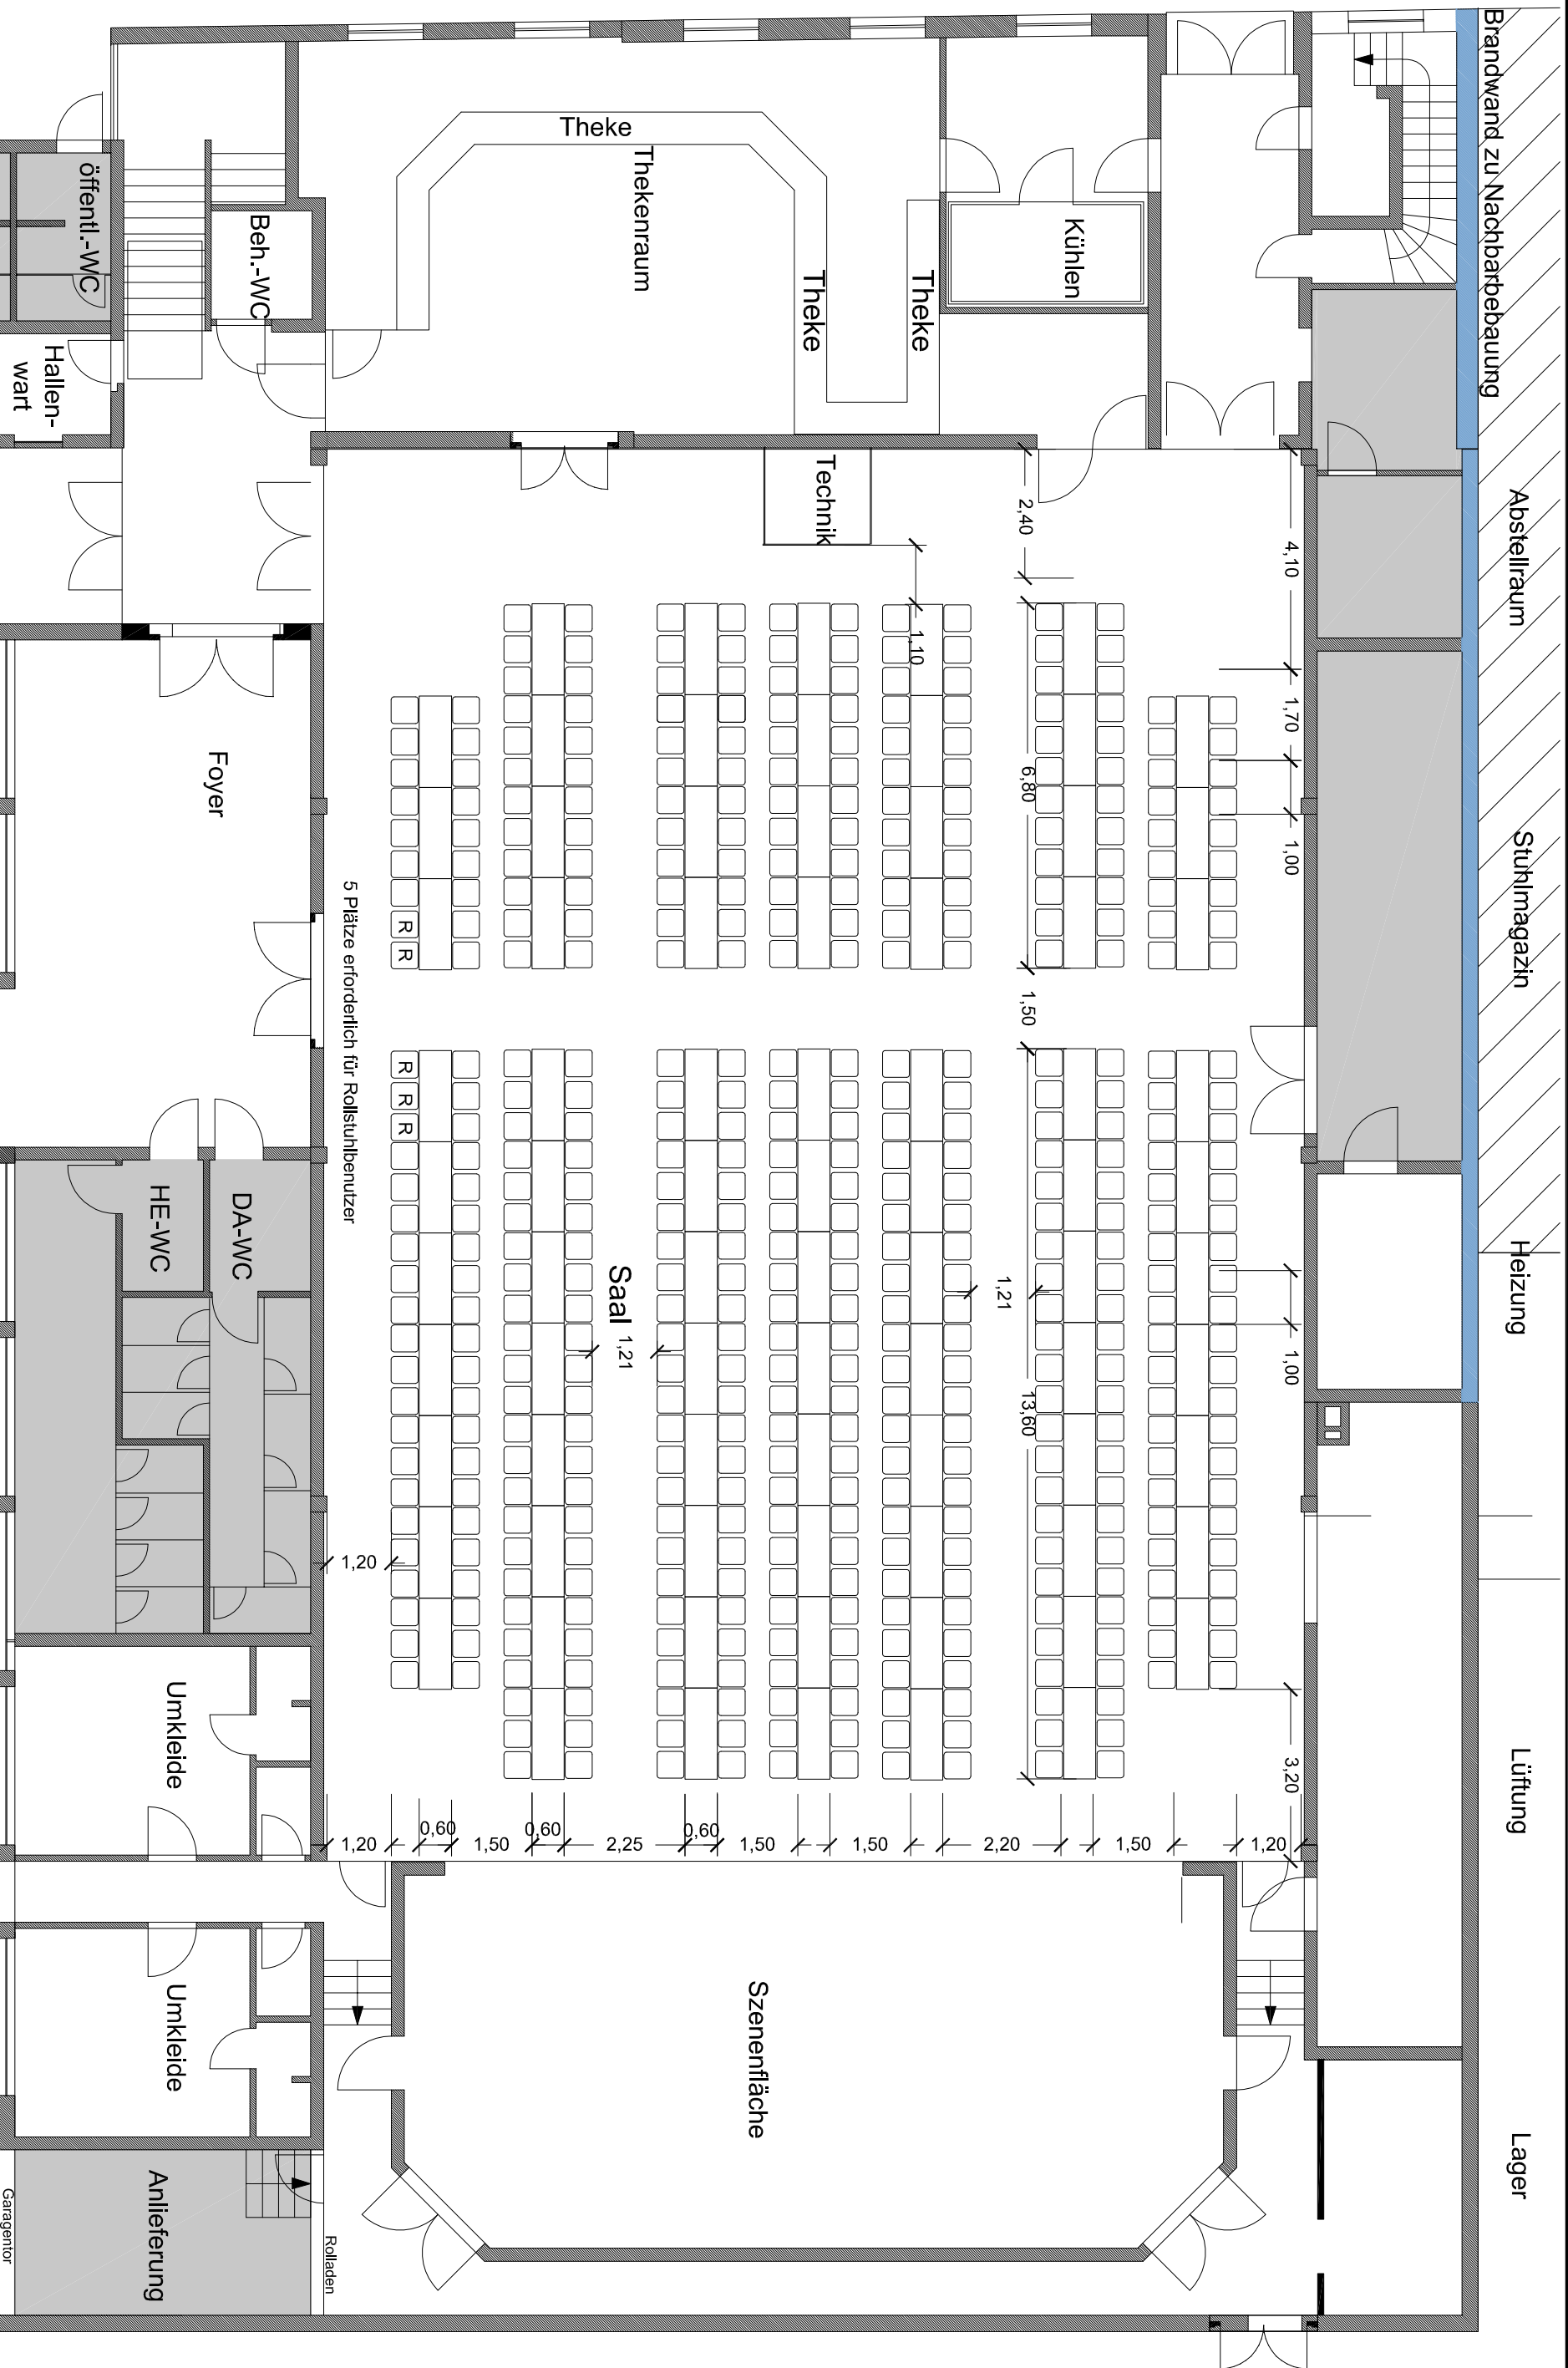 Brandwand zu Nachbarbebauung
Abstellraum
Stuhlmagazin
Heizung
Lüftung
Lager
Theke
Thekenraum
Theke
Theke
Kühlen
öffentl.-WC
Beh.-WC
Hallen-
wart
Technik
2,40
4,10
1,10
1,70
6,80
1,00
Foyer
R
R
5 Plätze erforderlich für Rollstuhlbenutzer
1,50
R
R
R
HE-WC
DA-WC
Saal
1,21
1,21
1,00
13,60
1,20
Umkleide
3,20
1,20
0,60
1,50
0,60
2,25
0,60
1,50
1,50
2,20
1,50
1,20
Umkleide
Szenenfläche
Anlieferung
Rolladen
Garagentor